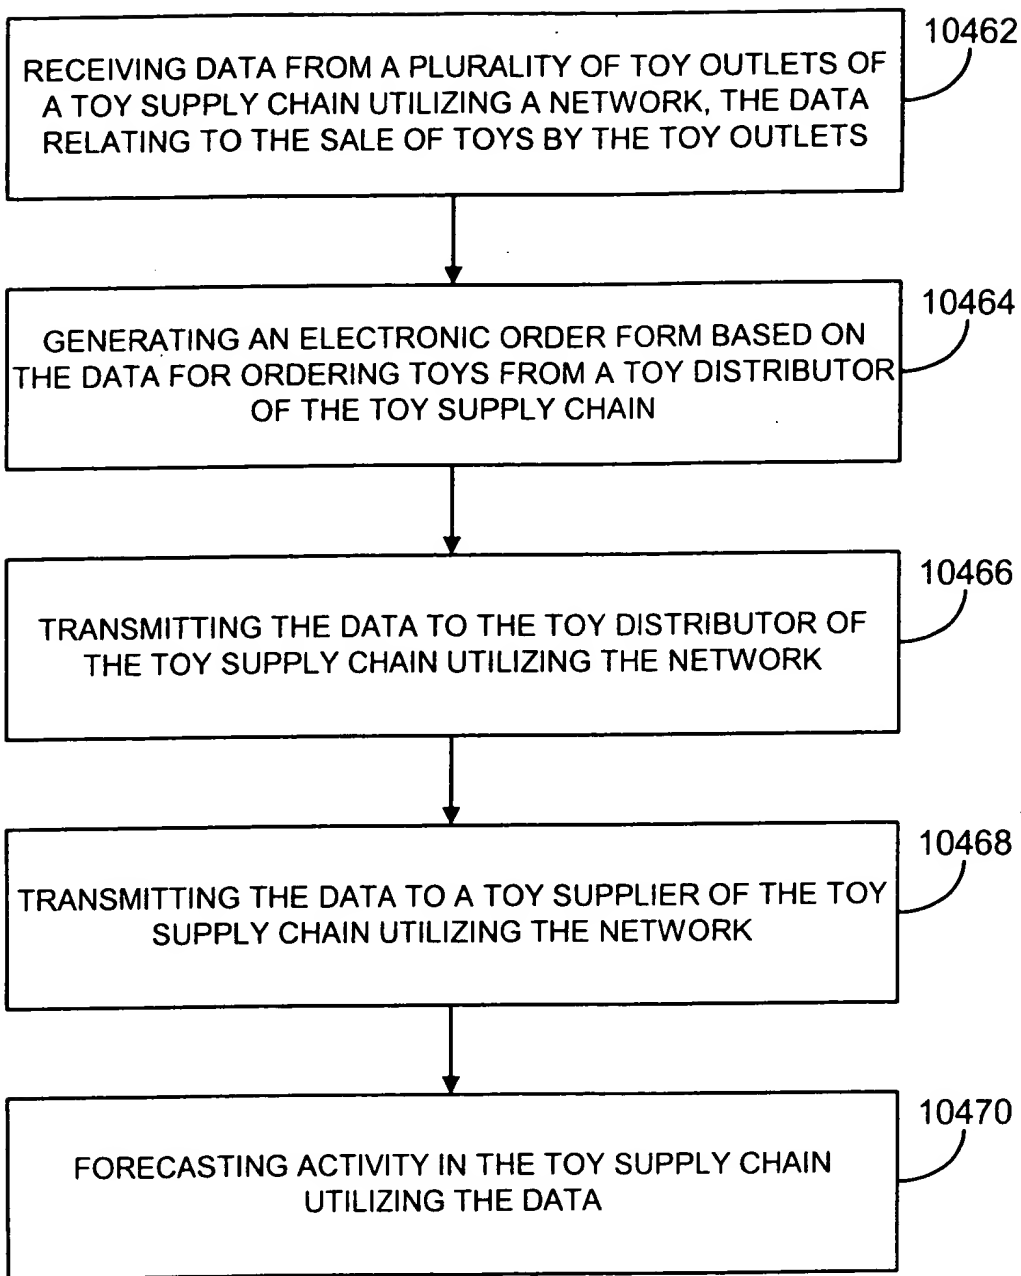 10462
RECEIVING DATA FROM A PLURALITY OF TOY OUTLETS OF
A TOY SUPPLY CHAIN UTILIZING A NETWORK, THE DATA
RELATING TO THE SALE OF TOYS BY THE TOY OUTLETS
10464
GENERATING AN ELECTRONIC ORDER FORM BASED ON
THE DATA FOR ORDERING TOYS FROM A TOY DISTRIBUTOR
OF THE TOY SUPPLY CHAIN
10466
TRANSMITTING THE DATA TO THE TOY DISTRIBUTOR OF
THE TOY SUPPLY CHAIN UTILIZING THE NETWORK
10468
TRANSMITTING THE DATA TO A TOY SUPPLIER OF THE TOY
SUPPLY CHAIN UTILIZING THE NETWORK
10470
FORECASTING ACTIVITY IN THE TOY SUPPLY CHAIN
UTILIZING THE DATA